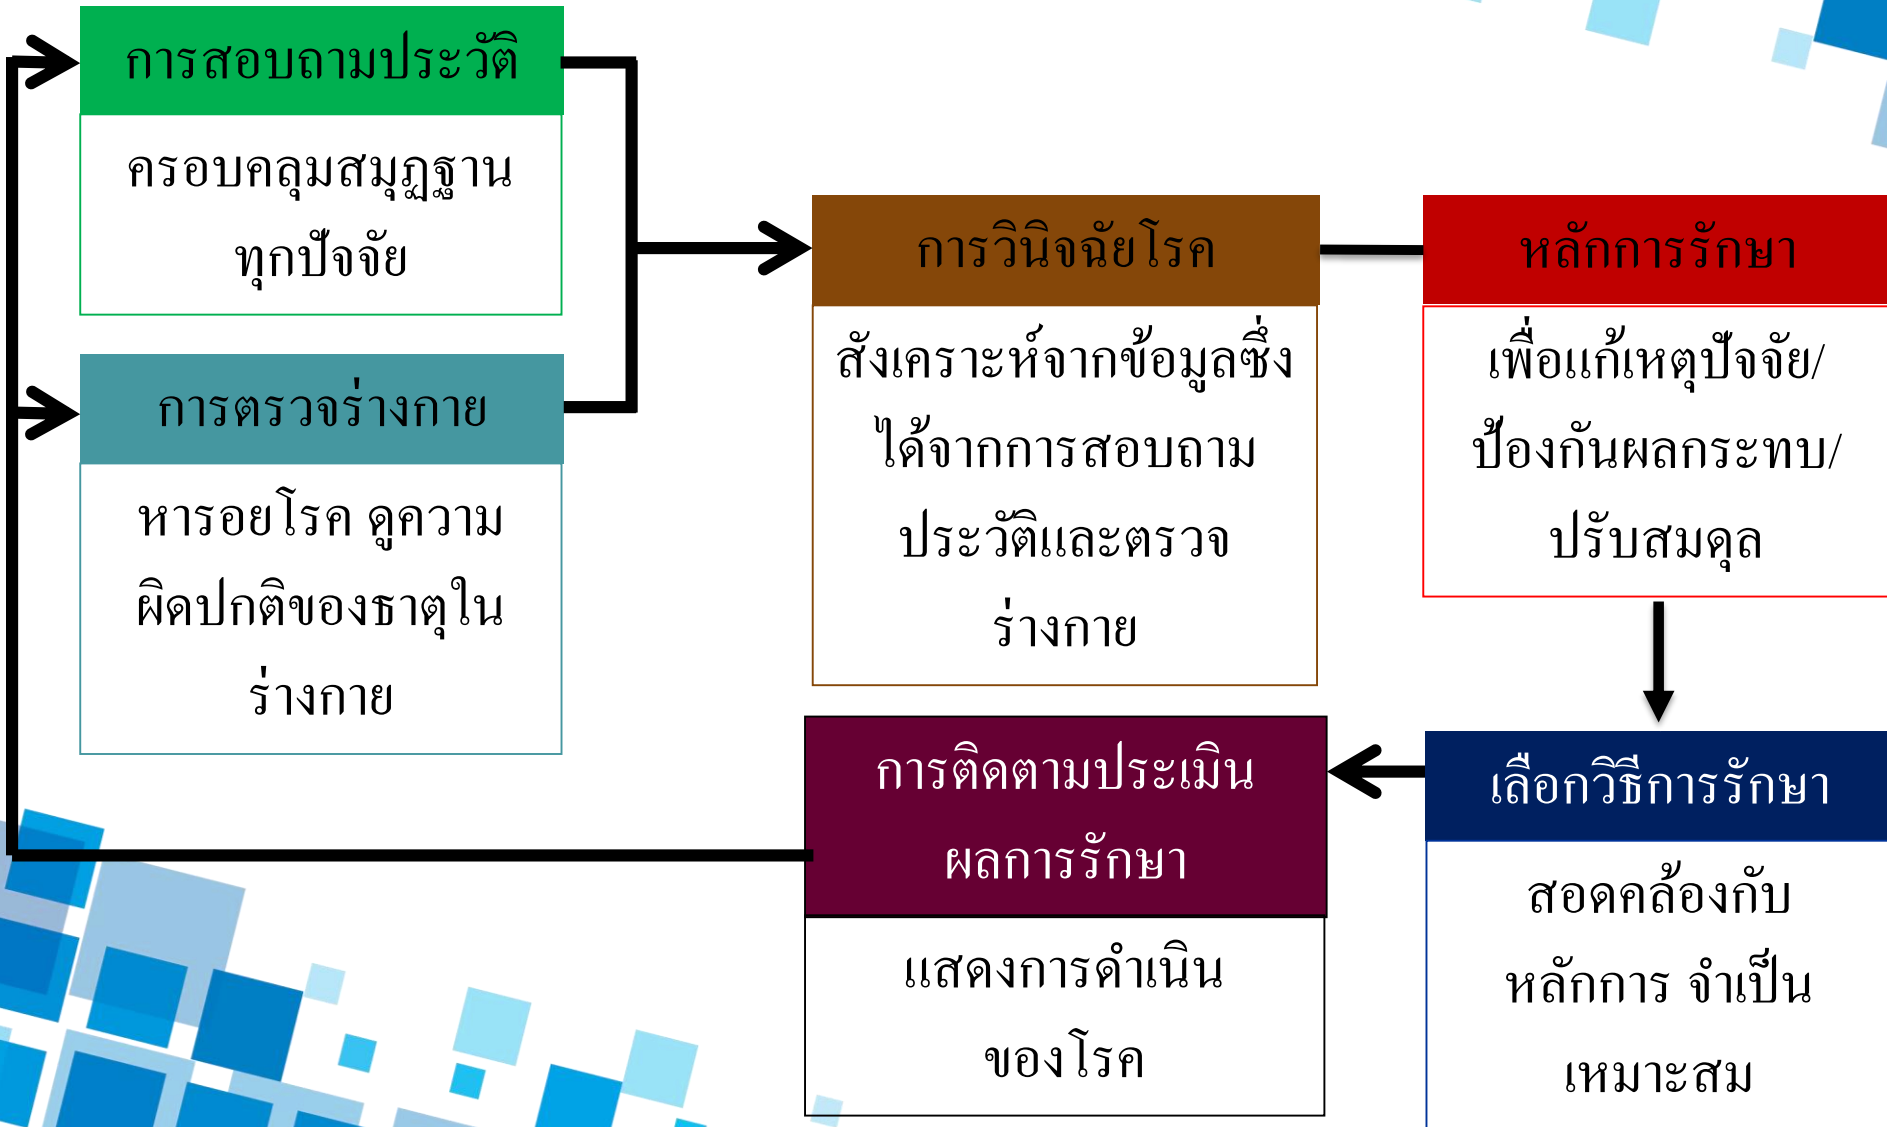 การสอบถามประวัติ
ครอบคลุมสมุฏฐาน
ทุกปัจจัย
การตรวจร่างกาย
หารอยโรค ดูความ
ผิดปกติของธาตุใน
ร่างกาย
การวินิจฉัยโรค
สังเคราะห์จากข้อมูลซึ่ง
ได้จากการสอบถาม
ประวัติและตรวจ
ร่างกาย
หลักการรักษา
เพื่อแก้เหตุปัจจัย/
ป้องกันผลกระทบ/
ปรับสมดุล
เลือกวิธีการรักษา
สอดคล้องกับ
หลักการ จำเป็น
เหมาะสม
การติดตามประเมิน
ผลการรักษา
แสดงการดำเนิน
ของโรค